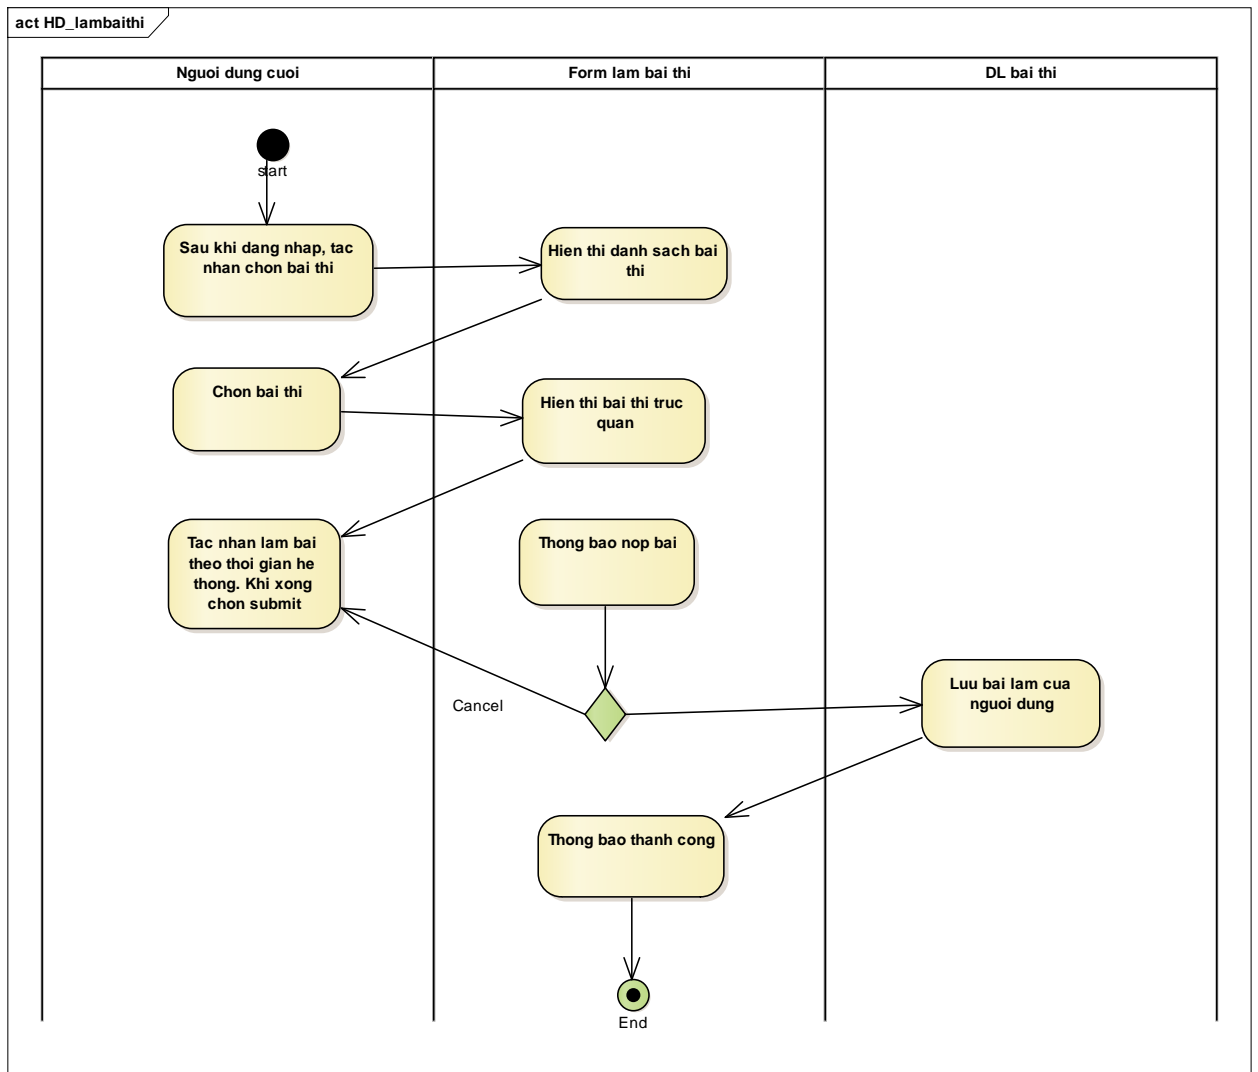 act HD_lambaithi
Nguoi dung cuoi
Form lam bai thi
DL bai thi
start
Sau khi dang nhap, tac
nhan chon bai thi
Hien thi danh sach bai
thi
Chon bai thi
Hien thi bai thi truc
quan
Tac nhan lam bai
theo thoi gian he
thong. Khi xong
chon submit
Thong bao nop bai
Cancel
Luu bai lam cua
nguoi dung
Thong bao thanh cong
End